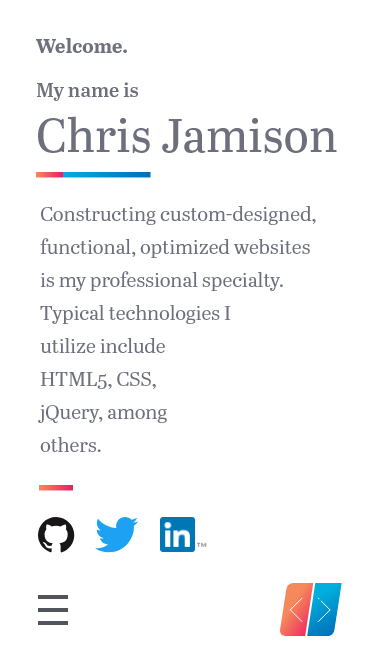 Welcome.
My name is
Chris Jamison
Constructing custom-designed,
functional, optimized websites
is my professional specialty.
Typical technologies I
utilize include
HTML5, CSS,
jQuery, among
others.
in™